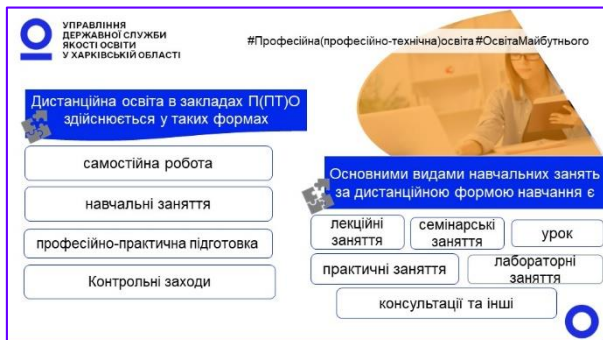 УПРАВЛІННЯ
ДЕРЖАВНОЇ СЛУЖБИ
ЯКОСТІ ОСВІТИ
У ХАРКІВСЬКІЙ ОБЛАСТІ
#Професійна(професійно-технічна)освіта #ОсвітаМайбутнього
Дистанційна освіта в закладах П(ПТ)О
здійснюється у таких формах
самостійна робота
навчальні заняття
професійно-практична підготовка
Контрольні заходи
Основними видами навчальних занять
за дистанційною формою навчання є
лекційні
заняття
семінарські
заняття
урок
практичні заняття
лабораторні
заняття
консультації та інші